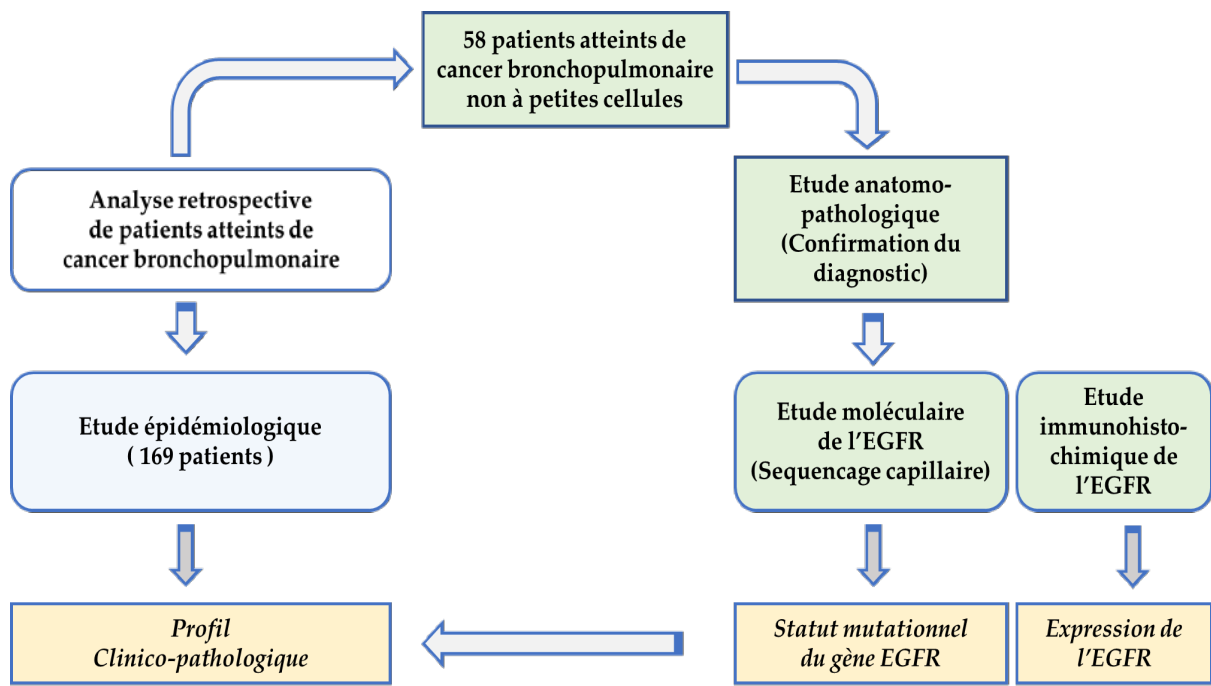 58 patients atteints de
cancer bronchopulmonaire
non à petites cellules
Analyse retrospective
de patients atteints de
cancer bronchopulmonaire
Etude anatomo-
pathologique
(Confirmation du
diagnostic)
Etude épidémiologique
( 169 patients )
Etude moléculaire
de l'EGFR
(Sequencage capillaire)
Etude
immunohisto-
chimique de
l'EGFR
Profil
Clinico-pathologique
Statut mutationnel
du gène EGFR
Expression de
l'EGFR